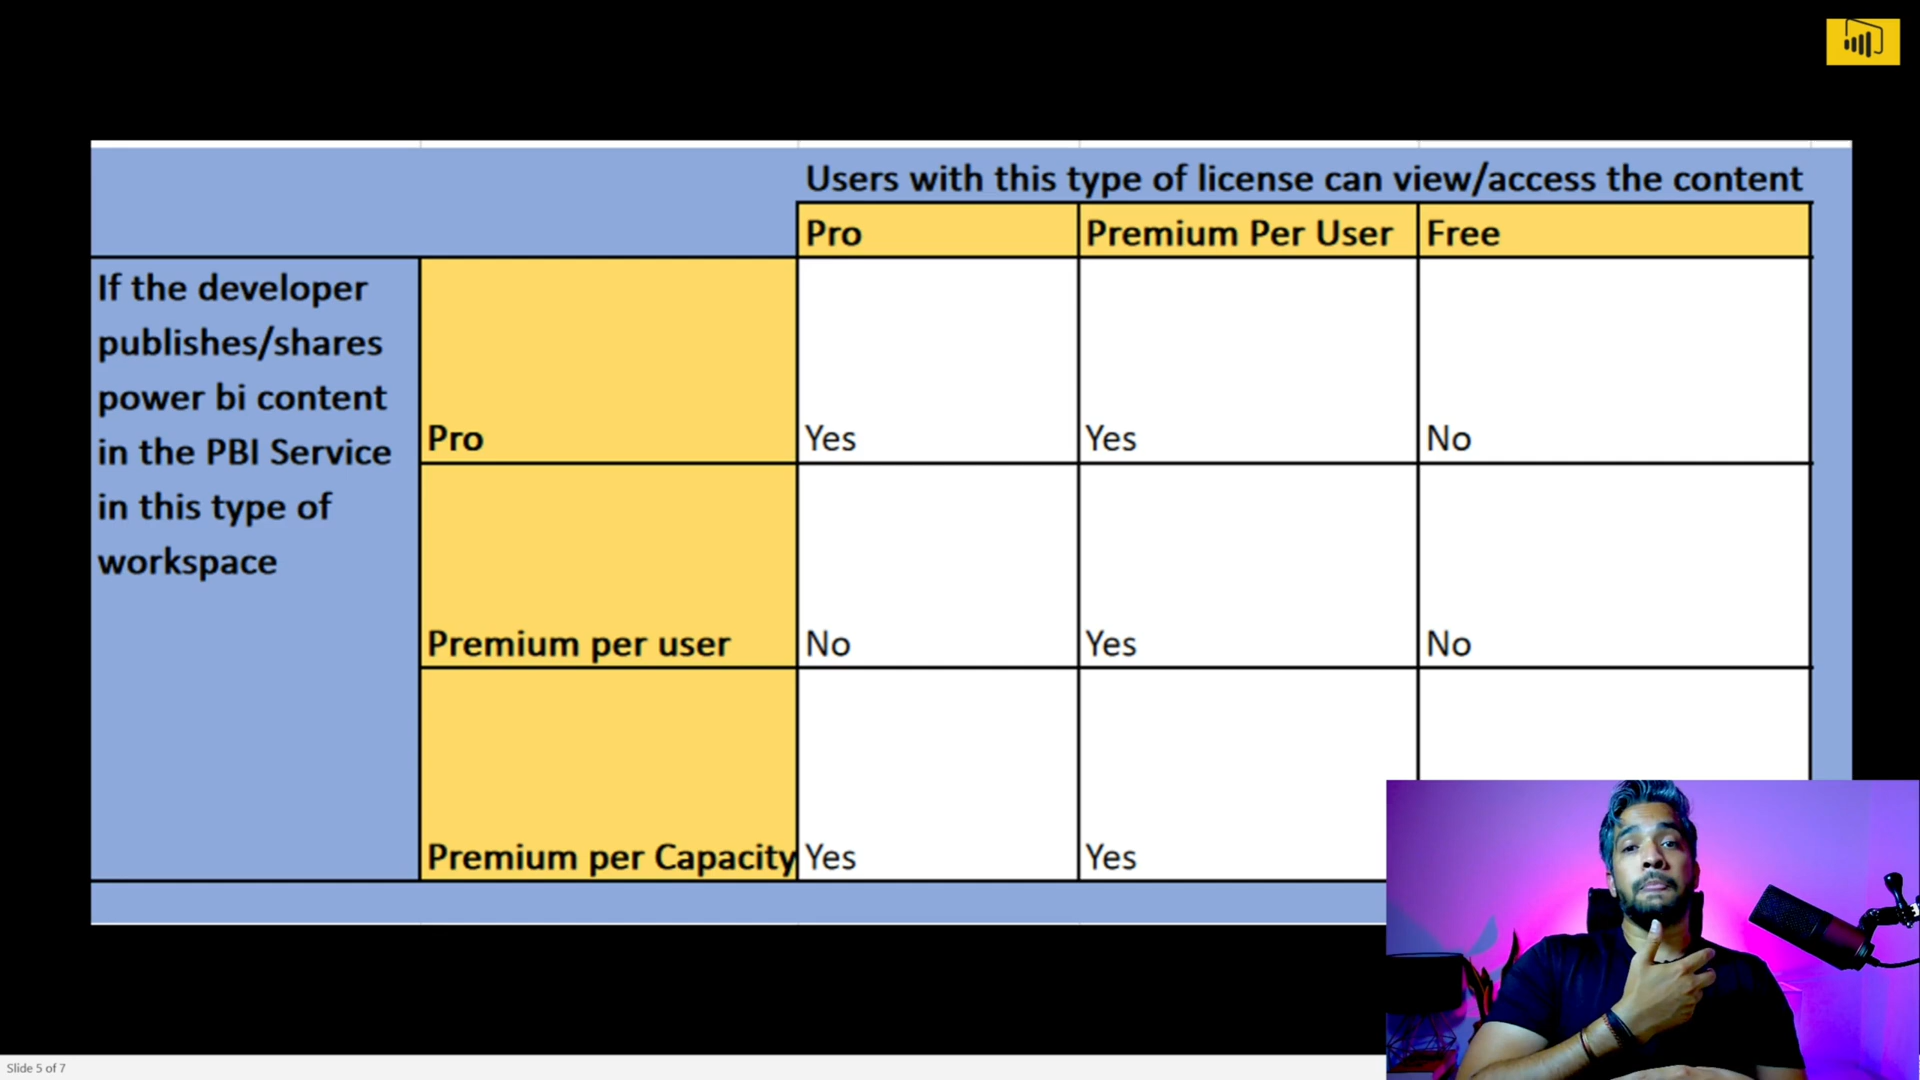 Users with this type of license can view/access the content
Pro
Premium Per User
Free
If the developer
publishes/shares
power bi content
in the PBI Service
in this type of
workspace
Pro
Yes
Yes
No
Premium per user
No
Yes
No
Premium per Capacity
Yes
Yes
Slide 5 of 7